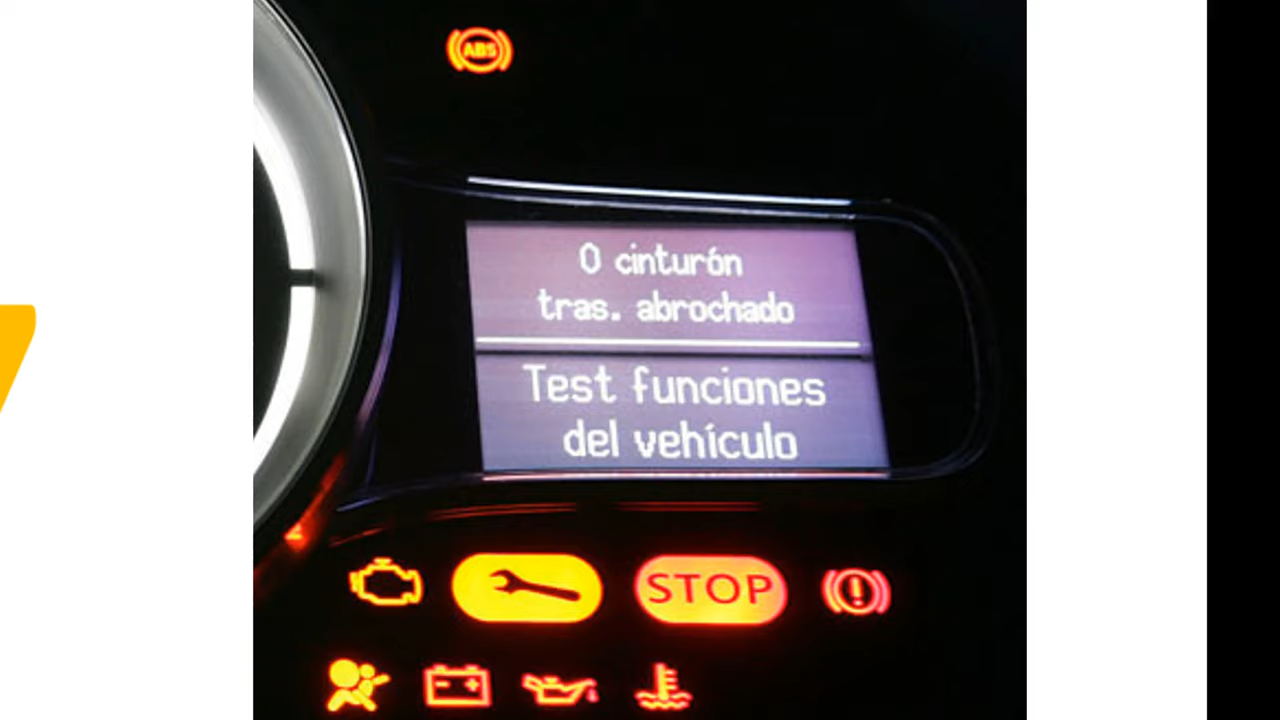 ABS
0 cinturón
tras. abrochado
Test funciones
del vehículo
STOP